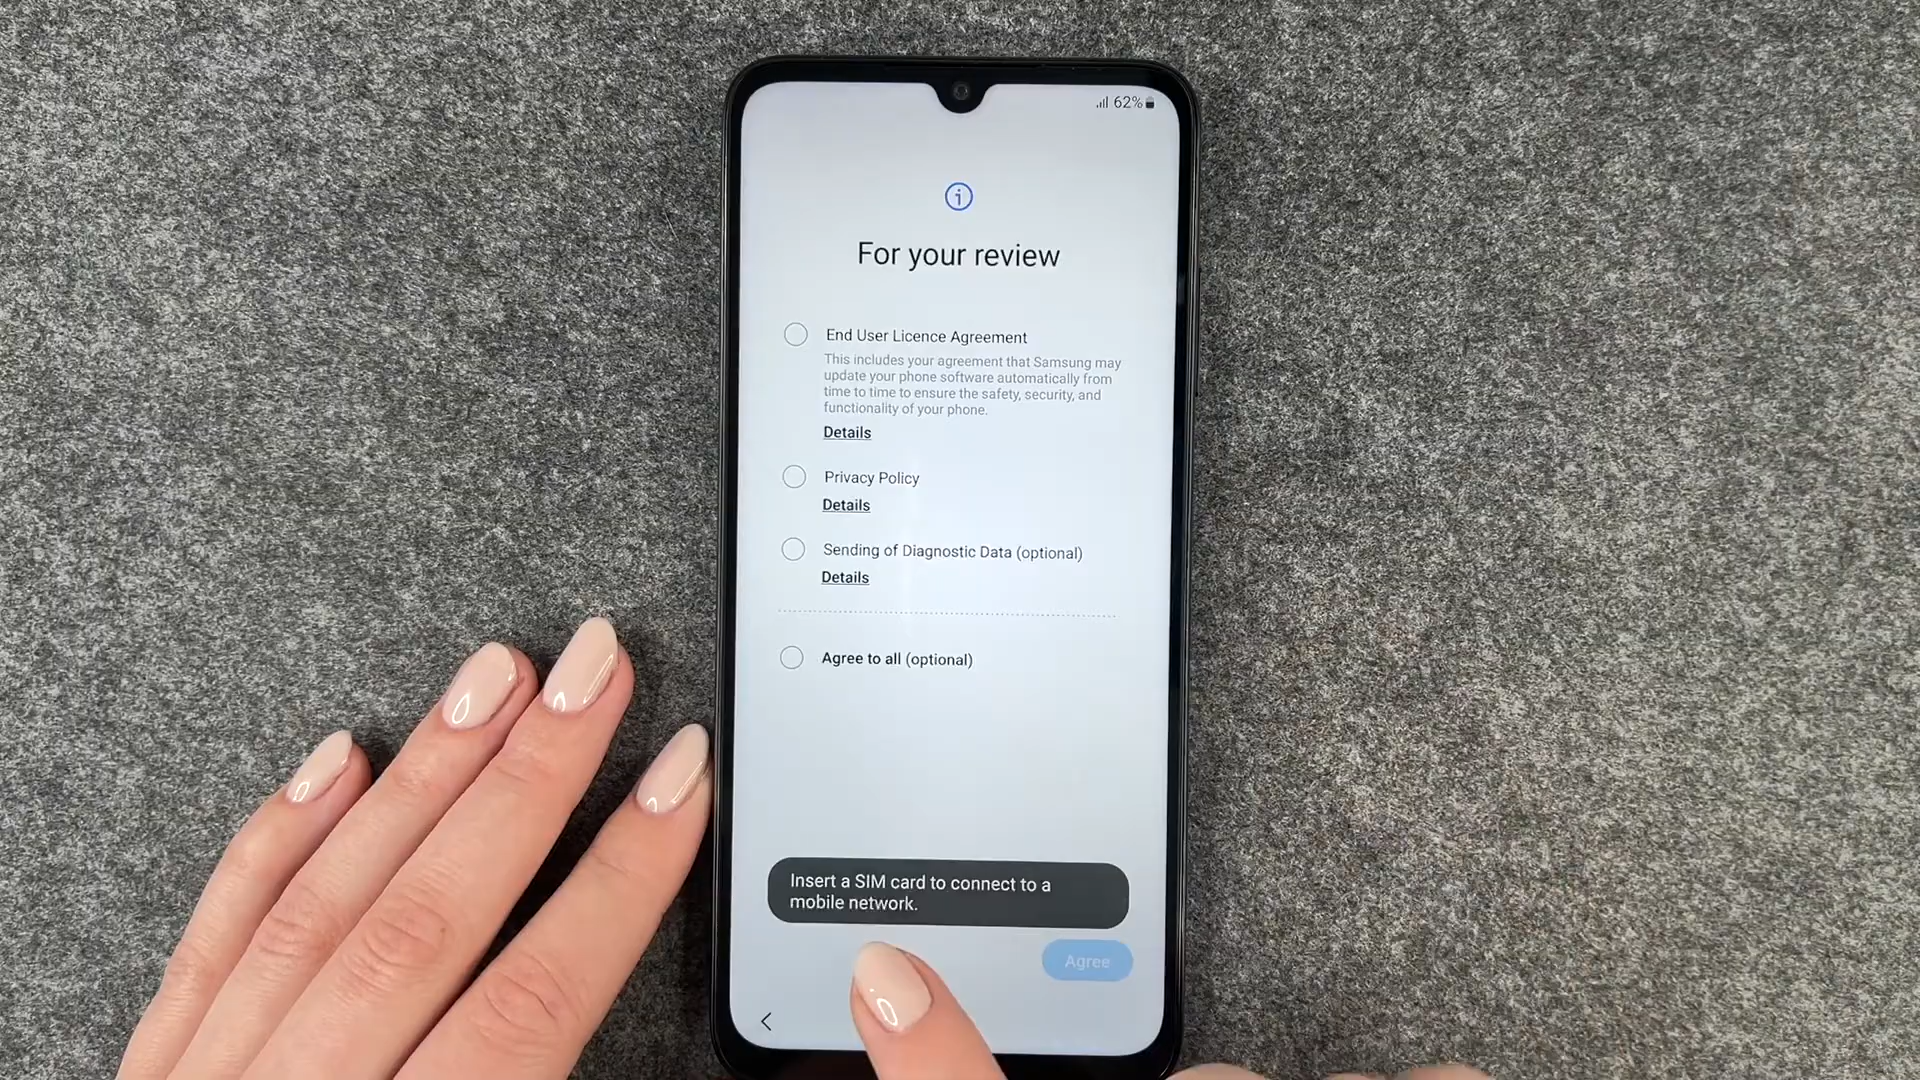 62%
For your review
End User Licence Agreement
This includes your agreement that Samsung may
update your phone software automatically from
time to time to ensure the safety, security, and
functionality of your phone.
Details
Privacy Policy
Details
Sending of Diagnostic Data (optional)
Details
Agree to all (optional)
Insert a SIM card to connect to a
mobile network.
Agree